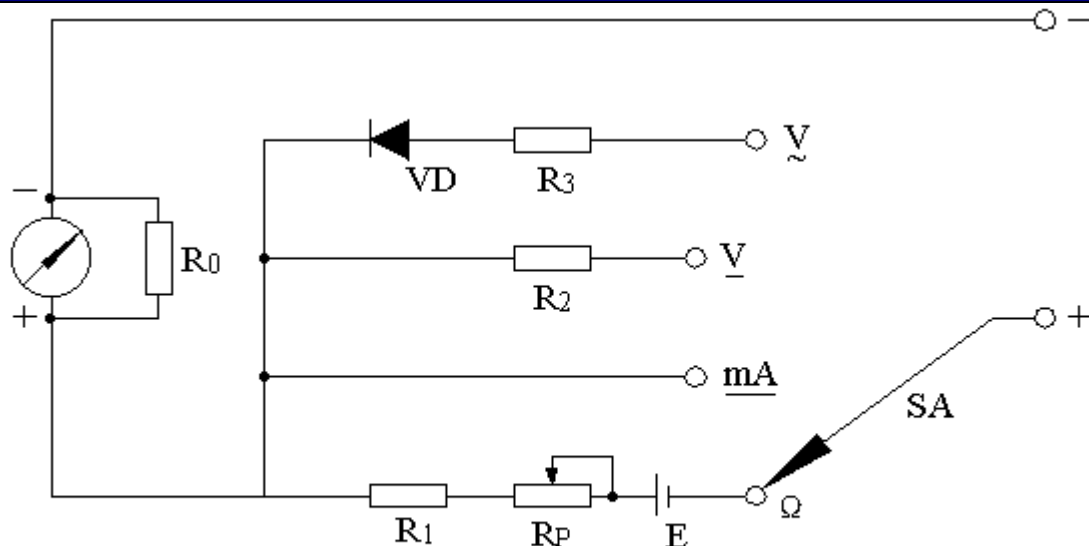 −
V
~
VD
R3
−
R0
R2
V
+
+
mA
SA
R1
RP
E
Ω